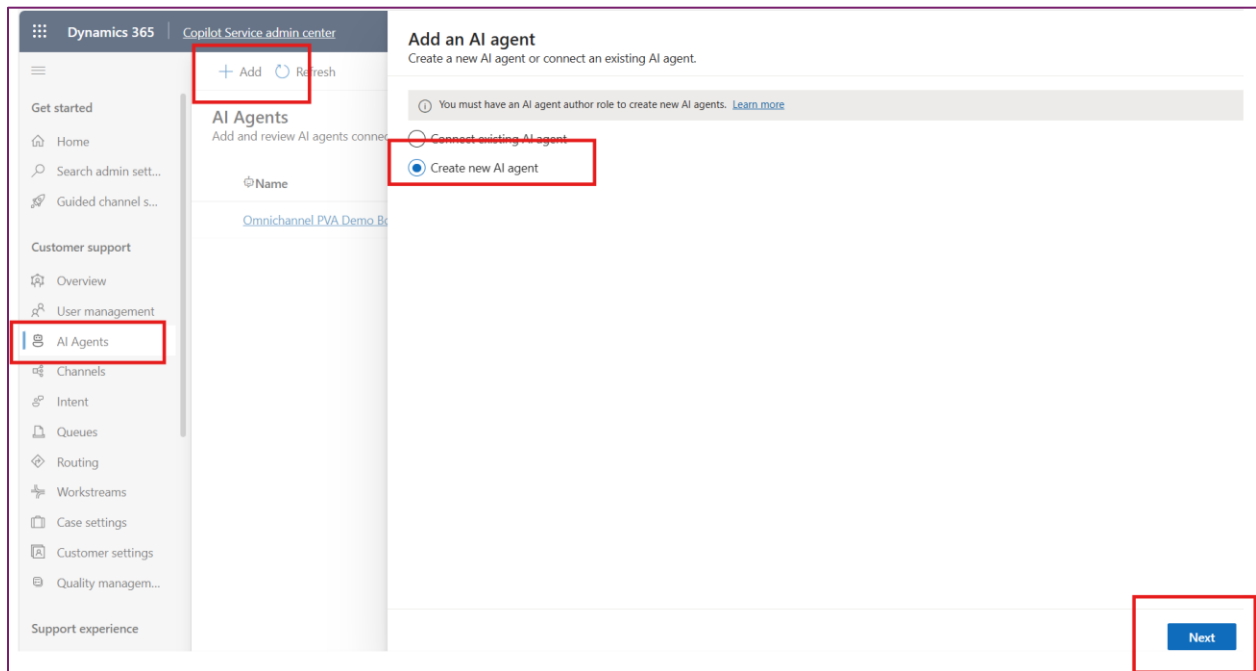 Dynamics 365 Copilot Service admin center
Add Refresh
Get started
Home
Search admin sett...
Guided channel s...
Customer support
Overview
User management
AI Agents
Channels
Intent
Queues
Routing
Workstreams
Case settings
Customer settings
Quality managem...
Support experience
AI Agents
Add and review AI agents connec
Name
Omnichannel PVA Demo Bo
Add an AI agent
Create a new AI agent or connect an existing AI agent.
You must have an AI agent author role to create new AI agents. Learn more
Connect existing AI agent
Create new AI agent
Next